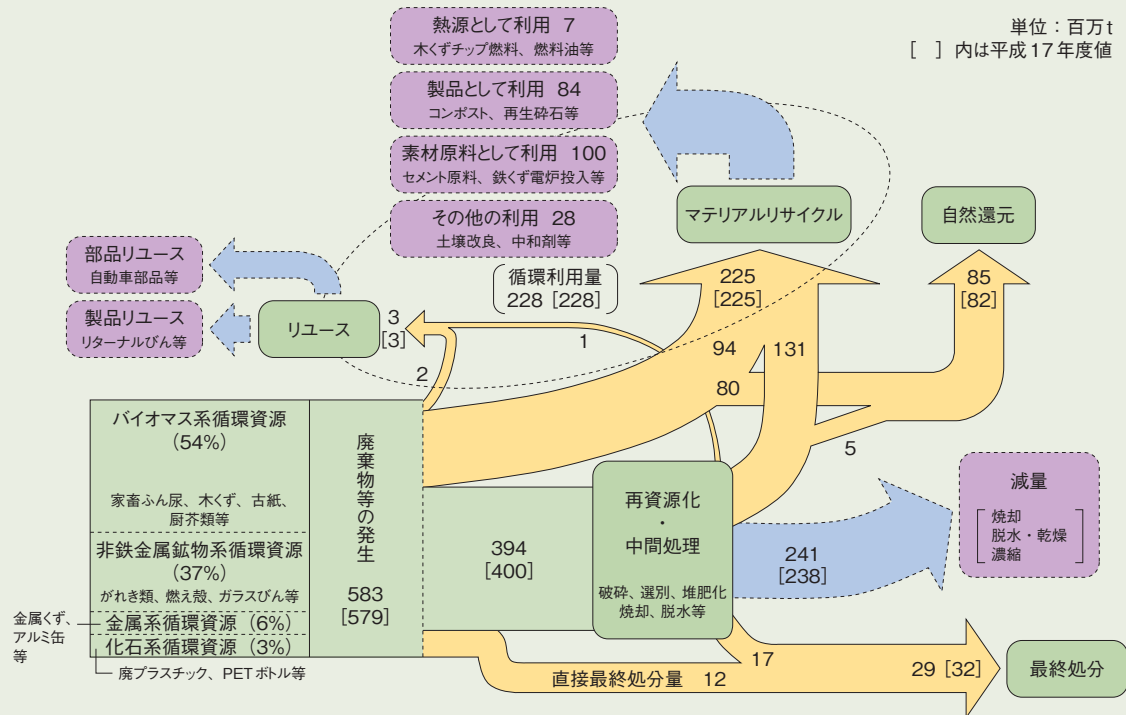 単位：百万t
[　] 内は平成17年度値
熱源として利用 7
木くずチップ燃料、燃料油等
製品として利用 84
コンポスト、再生砕石等
素材原料として利用 100
セメント原料、鉄くず電炉投入等
その他の利用 28
土壌改良、中和剤等
マテリアルリサイクル
自然還元
部品リユース
自動車部品等
製品リユース
リターナルびん等
循環利用量
228 [228]
225
[225]
85
[82]
リユース
3
[3]
1
2
94
131
80
5
バイオマス系循環資源
(54%)
家畜ふん尿、木くず、古紙、
厨芥類等
非鉄金属鉱物系循環資源
(37%)
がれき類、燃え殻、ガラスびん等
金属系循環資源 (6%)
化石系循環資源 (3%)
金属くず、
アルミ缶
等
廃プラスチック、PETボトル等
廃棄物等の発生
583
[579]
394
[400]
再資源化
・
中間処理
破砕、選別、堆肥化
焼却、脱水等
241
[238]
減量
焼却
脱水・乾燥
濃縮
17
直接最終処分量 12
29 [32]
最終処分